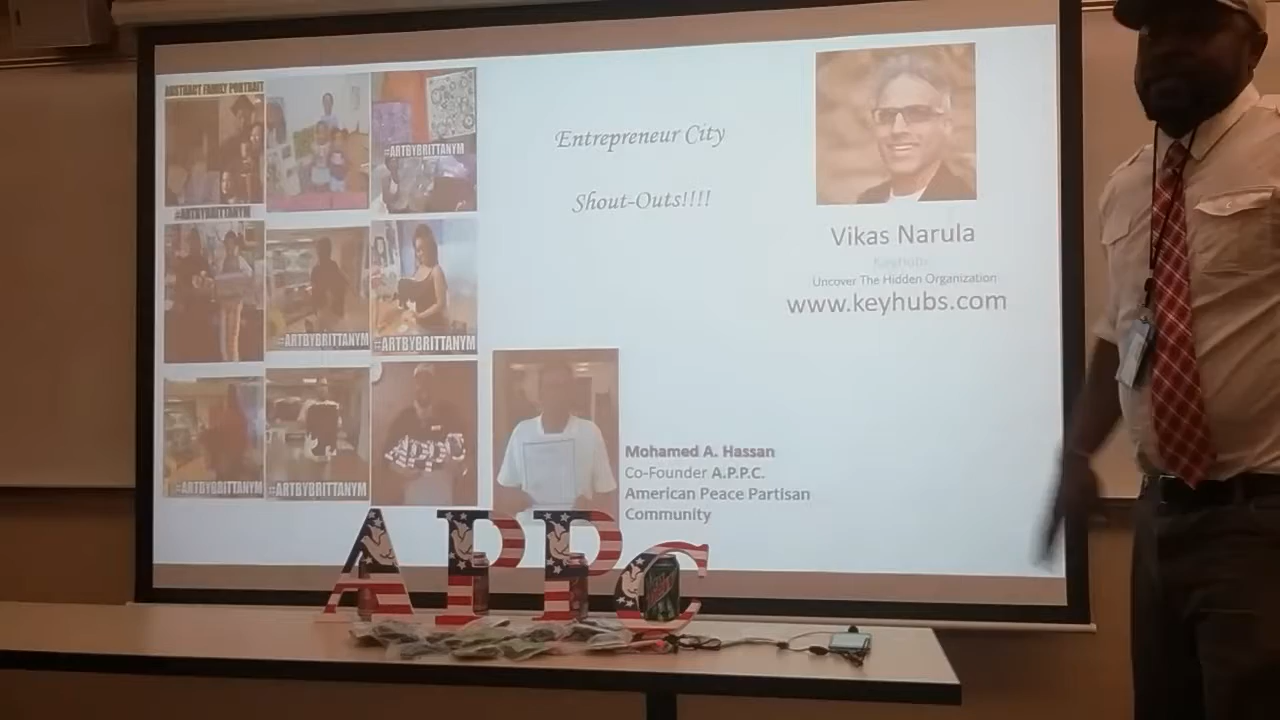 ABSTRACT FAMILY PORTRAIT
#ARTBYBRITTANYM
#ARTBYBRITTANYM
#ARTBYBRITTANYM
#ARTBYBRITTANYM
#ARTBYBRITTANYM
#ARTBYBRITTANYM
Entrepreneur City
Shout-Outs!!!!
Vikas Narula
Keyhubs
Uncover The Hidden Organization
www.keyhubs.com
Mohamed A. Hassan
Co-Founder A.P.P.C.
American Peace Partisan
Community
APPC